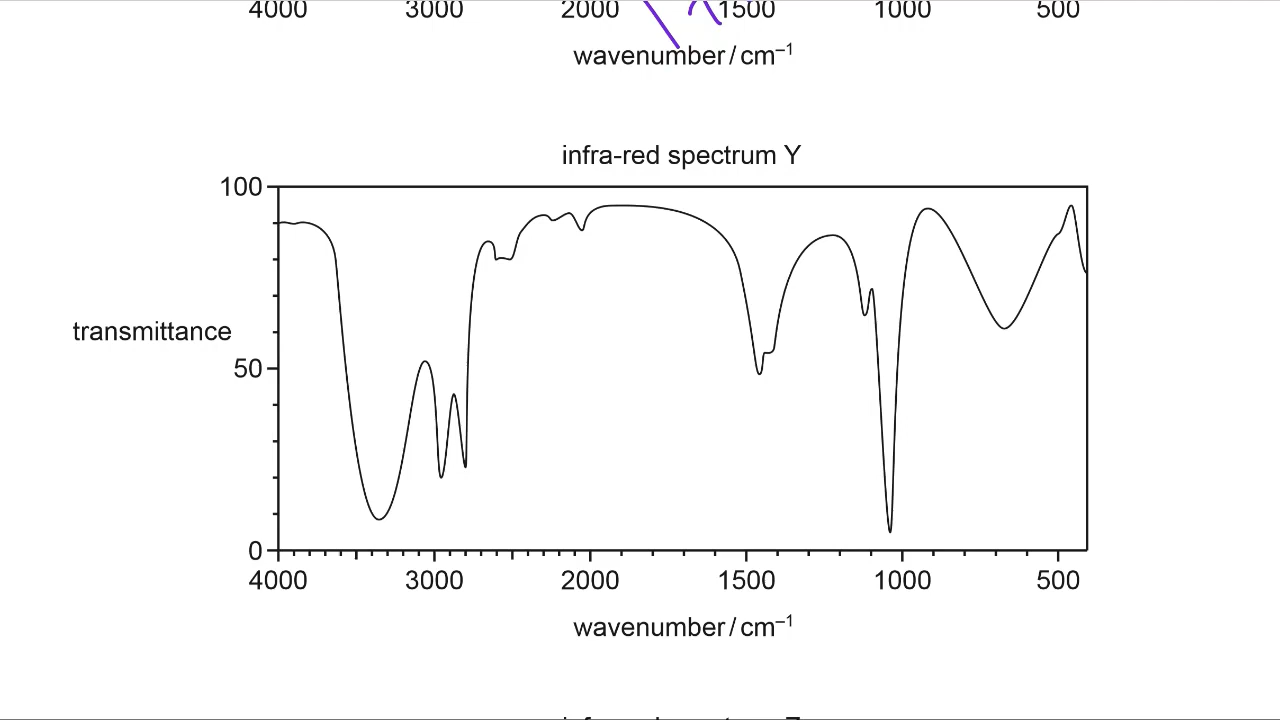 4000 3000 2000 1500 1000 500
wavenumber / cm⁻¹
infra-red spectrum Y
100
transmittance
50
0
4000 3000 2000 1500 1000 500
wavenumber / cm⁻¹